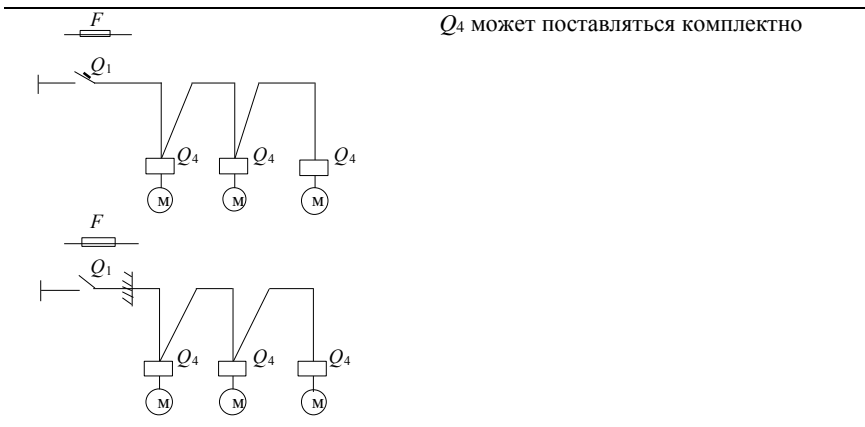 F
Q4 может поставляться комплектно
Q1
Q4 Q4 Q4
М М М
F
Q1
Q4 Q4 Q4
М М М